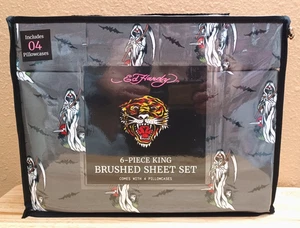 Includes
04
Pillowcases
Ed Hardy
6-PIECE KING
BRUSHED SHEET SET
COMES WITH 4 PILLOWCASES